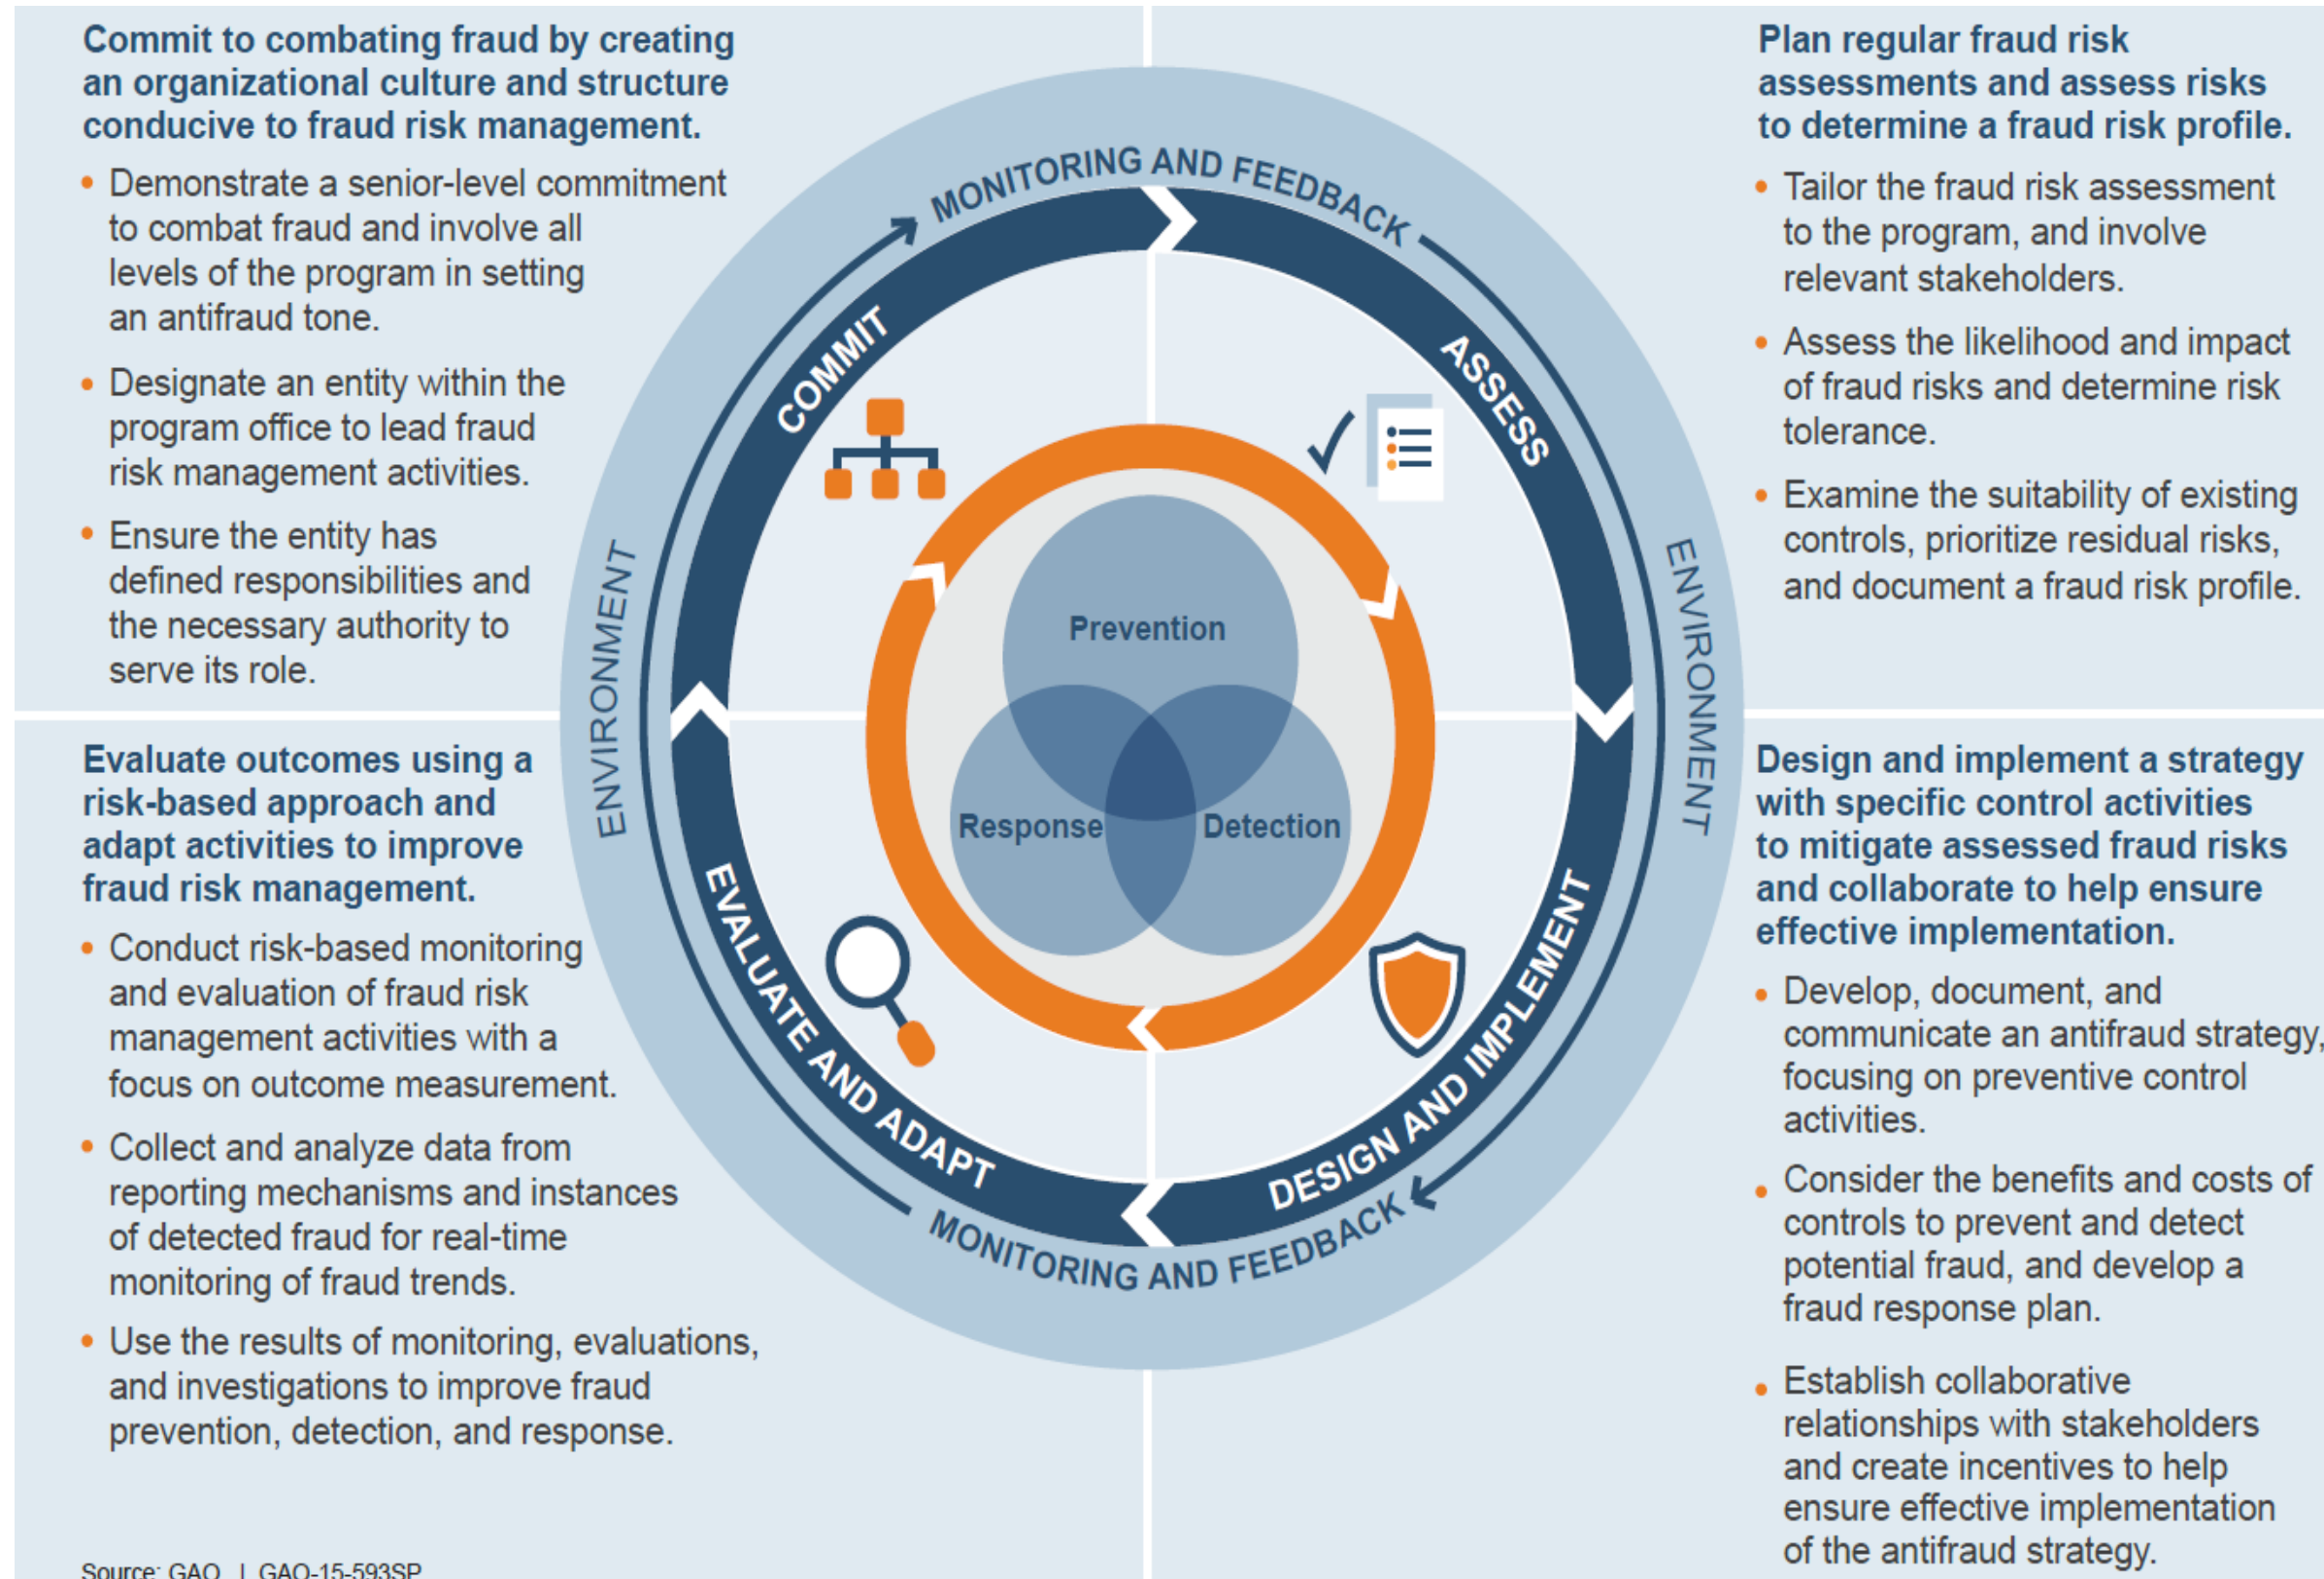 Commit to combating fraud by creating
an organizational culture and structure
conducive to fraud risk management.
• Demonstrate a senior-level commitment
to combat fraud and involve all
levels of the program in setting
an antifraud tone.
• Designate an entity within the
program office to lead fraud
risk management activities.
• Ensure the entity has
defined responsibilities and
the necessary authority to
serve its role.
Plan regular fraud risk
assessments and assess risks
to determine a fraud risk profile.
• Tailor the fraud risk assessment
to the program, and involve
relevant stakeholders.
• Assess the likelihood and impact
of fraud risks and determine risk
tolerance.
• Examine the suitability of existing
controls, prioritize residual risks,
and document a fraud risk profile.
MONITORING AND FEEDBACK
COMMIT
ASSESS
ENVIRONMENT
ENVIRONMENT
Prevention
Response
Detection
EVALUATE AND ADAPT
DESIGN AND IMPLEMENT
MONITORING AND FEEDBACK
Evaluate outcomes using a
risk-based approach and
adapt activities to improve
fraud risk management.
• Conduct risk-based monitoring
and evaluation of fraud risk
management activities with a
focus on outcome measurement.
• Collect and analyze data from
reporting mechanisms and instances
of detected fraud for real-time
monitoring of fraud trends.
• Use the results of monitoring, evaluations,
and investigations to improve fraud
prevention, detection, and response.
Design and implement a strategy
with specific control activities
to mitigate assessed fraud risks
and collaborate to help ensure
effective implementation.
• Develop, document, and
communicate an antifraud strategy,
focusing on preventive control
activities.
• Consider the benefits and costs of
controls to prevent and detect
potential fraud, and develop a
fraud response plan.
• Establish collaborative
relationships with stakeholders
and create incentives to help
ensure effective implementation
of the antifraud strategy.
Source: GAO. | GAO-15-593SP